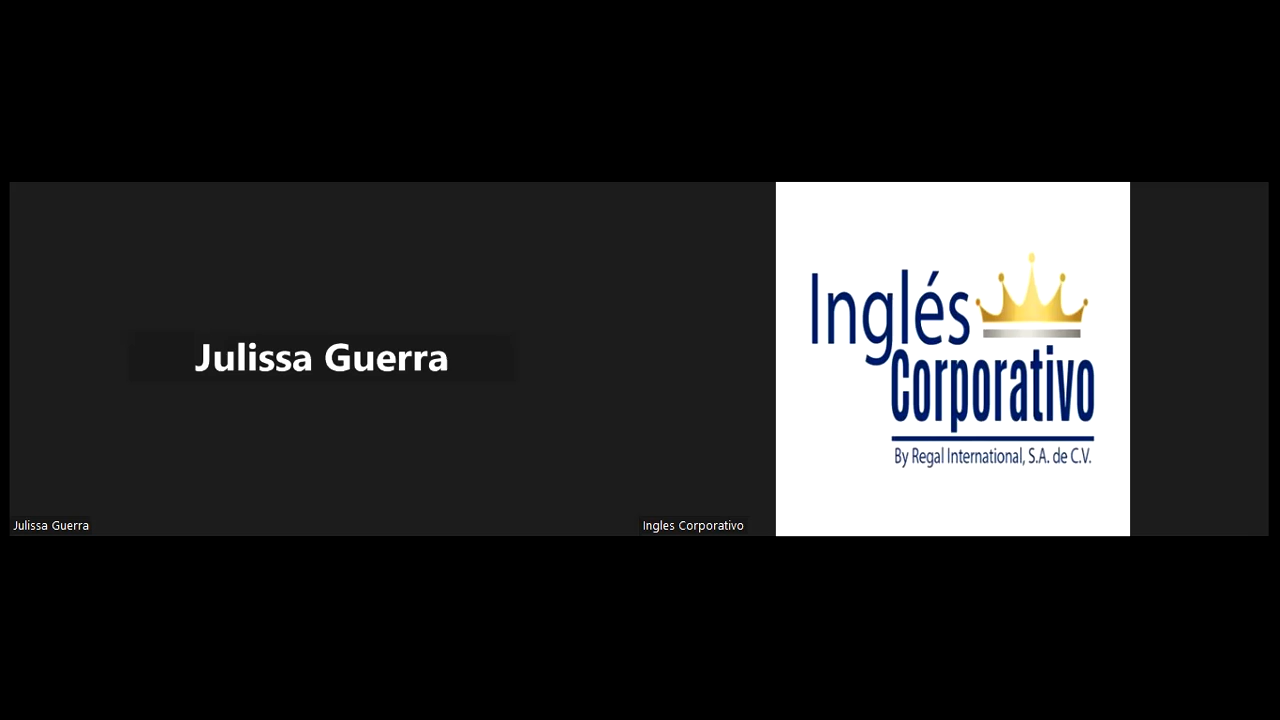 Julissa Guerra
Julissa Guerra
Ingles Corporativo
Inglés
Corporativo
By Regal International, S.A. de C.V.